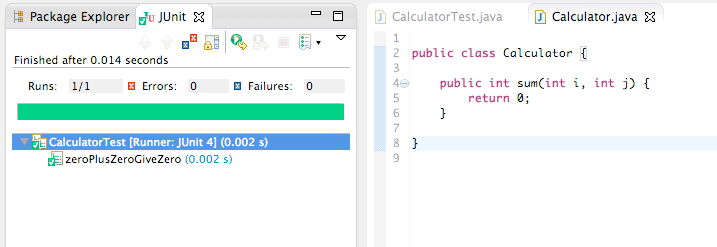 Package Explorer JUnit
Finished after 0.014 seconds
Runs: 1/1 Errors: 0 Failures: 0
CalculatorTest [Runner: JUnit 4] (0.002 s)
zeroPlusZeroGiveZero (0.002 s)
CalculatorTest.java Calculator.java
1
2 public class Calculator {
3
4 public int sum(int i, int j) {
5 return 0;
6 }
7
8 }
9